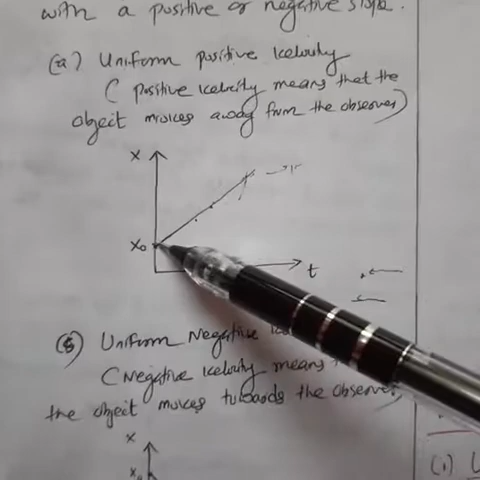 with a positive or negative slope.
(a) Uniform positive velocity
( positive velocity means that the
object moves away from the observer)
x
x₀
t
Uniform Negative
(Negative velocity means
the object moves towards the observer)
x
x₀
(i)